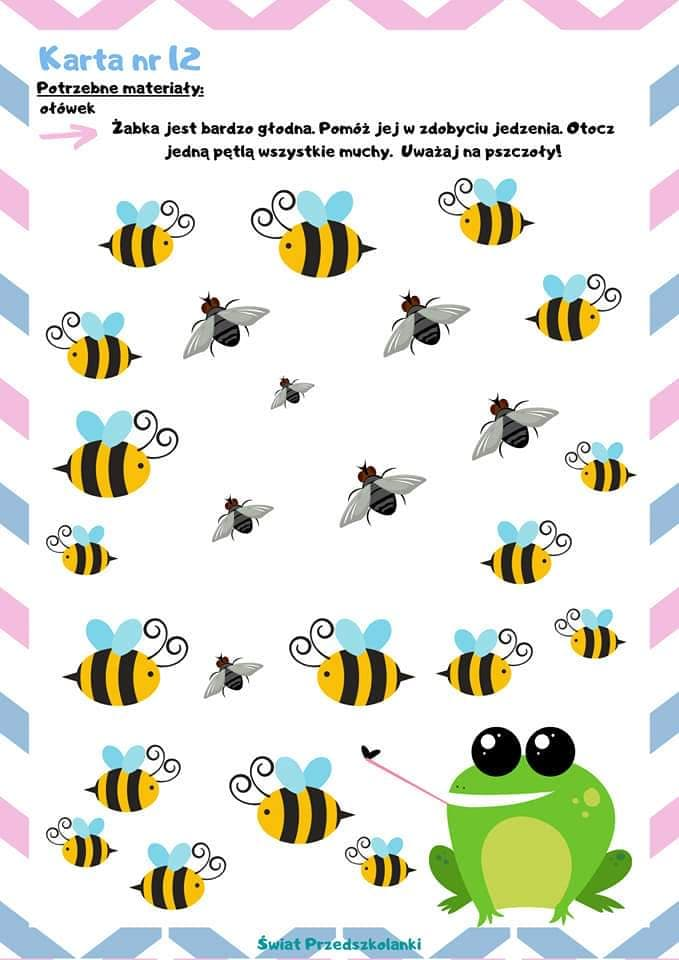 Karta nr 12
Potrzebne materiały:
ołówek
Żabka jest bardzo głodna. Pomóż jej w zdobyciu jedzenia. Otocz
jedną pętlą wszystkie muchy. Uważaj na pszczoły!
Świat Przedszkolanki